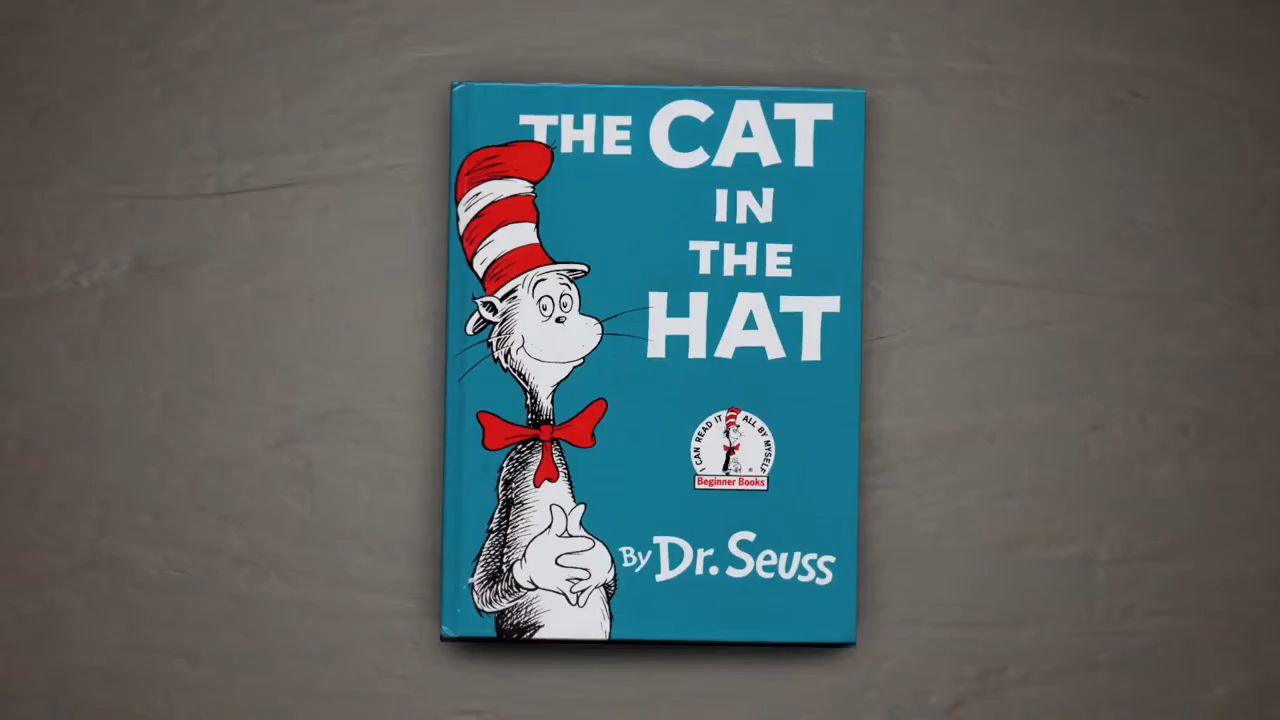 THE CAT
IN
THE
HAT
I CAN READ IT ALL BY MYSELF
®
Beginner Books
By Dr. Seuss